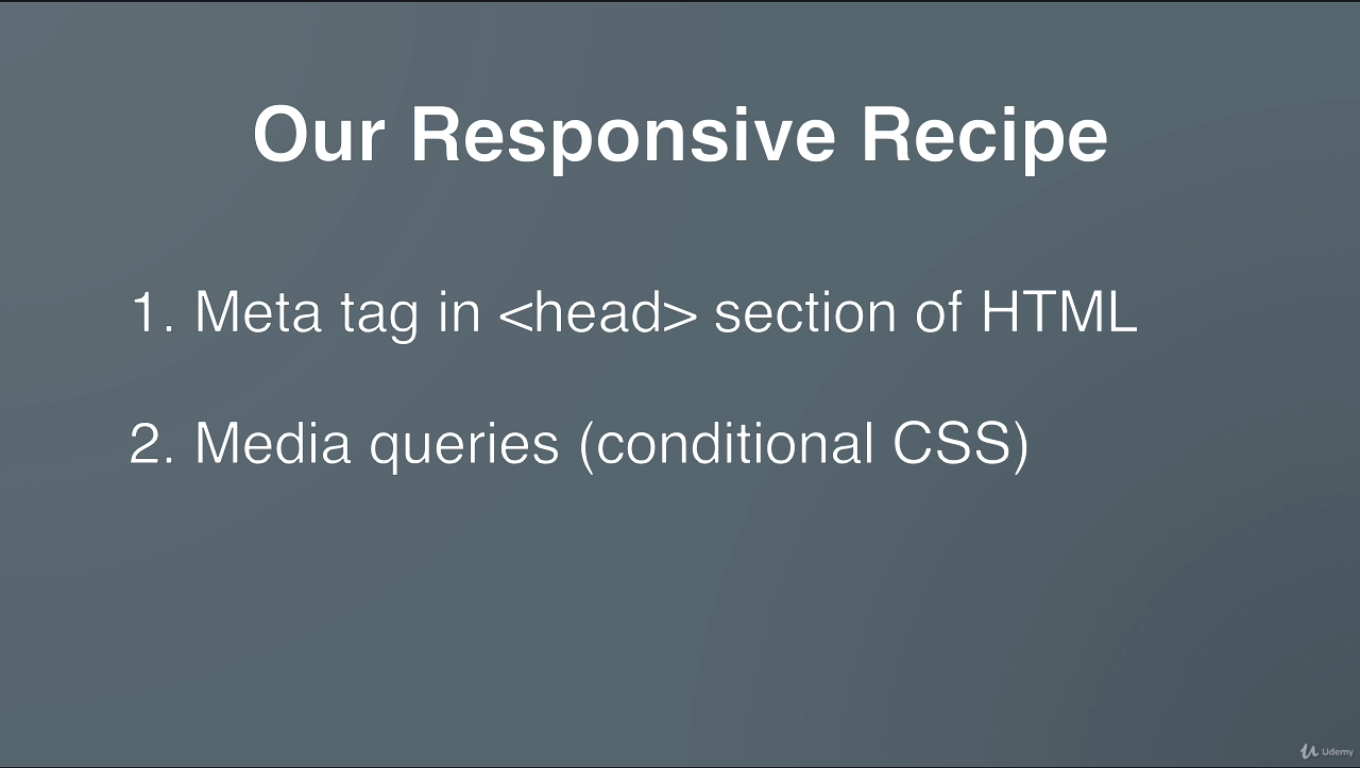 Our Responsive Recipe
1. Meta tag in <head> section of HTML
2. Media queries (conditional CSS)
Udemy